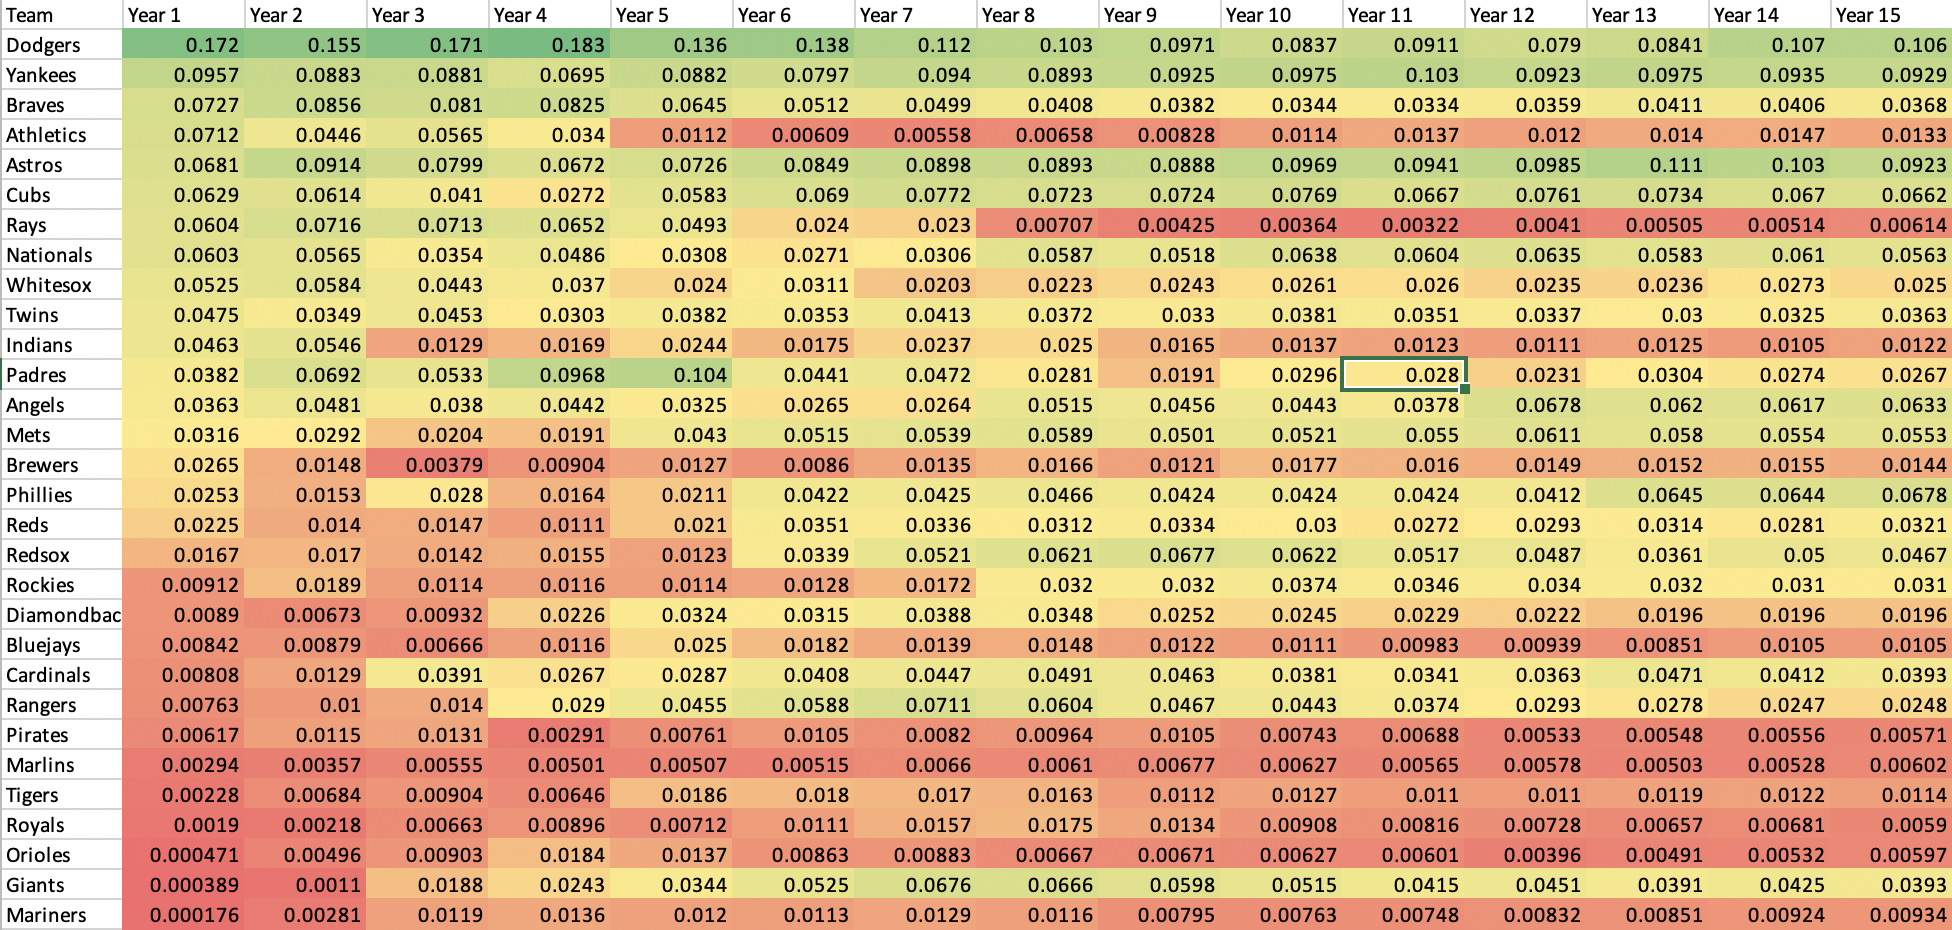 Team Year 1 Year 2 Year 3 Year 4 Year 5 Year 6 Year 7 Year 8 Year 9 Year 10 Year 11 Year 12 Year 13 Year 14 Year 15
Dodgers 0.172 0.155 0.171 0.183 0.136 0.138 0.112 0.103 0.0971 0.0837 0.0911 0.079 0.0841 0.107 0.106
Yankees 0.0957 0.0883 0.0881 0.0695 0.0882 0.0797 0.094 0.0893 0.0925 0.0975 0.103 0.0923 0.0975 0.0935 0.0929
Braves 0.0727 0.0856 0.081 0.0825 0.0645 0.0512 0.0499 0.0408 0.0382 0.0344 0.0334 0.0359 0.0411 0.0406 0.0368
Athletics 0.0712 0.0446 0.0565 0.034 0.0112 0.00609 0.00558 0.00658 0.00828 0.0114 0.0137 0.012 0.014 0.0147 0.0133
Astros 0.0681 0.0914 0.0799 0.0672 0.0726 0.0849 0.0898 0.0893 0.0888 0.0969 0.0941 0.0985 0.111 0.103 0.0923
Cubs 0.0629 0.0614 0.041 0.0272 0.0583 0.069 0.0772 0.0723 0.0724 0.0769 0.0667 0.0761 0.0734 0.067 0.0662
Rays 0.0604 0.0716 0.0713 0.0652 0.0493 0.024 0.023 0.00707 0.00425 0.00364 0.00322 0.0041 0.00505 0.00514 0.00614
Nationals 0.0603 0.0565 0.0354 0.0486 0.0308 0.0271 0.0306 0.0587 0.0518 0.0638 0.0604 0.0635 0.0583 0.061 0.0563
Whitesox 0.0525 0.0584 0.0443 0.037 0.024 0.0311 0.0203 0.0223 0.0243 0.0261 0.026 0.0235 0.0236 0.0273 0.025
Twins 0.0475 0.0349 0.0453 0.0303 0.0382 0.0353 0.0413 0.0372 0.033 0.0381 0.0351 0.0337 0.03 0.0325 0.0363
Indians 0.0463 0.0546 0.0129 0.0169 0.0244 0.0175 0.0237 0.025 0.0165 0.0137 0.0123 0.0111 0.0125 0.0105 0.0122
Padres 0.0382 0.0692 0.0533 0.0968 0.104 0.0441 0.0472 0.0281 0.0191 0.0296 0.028 0.0231 0.0304 0.0274 0.0267
Angels 0.0363 0.0481 0.038 0.0442 0.0325 0.0265 0.0264 0.0515 0.0456 0.0443 0.0378 0.0678 0.062 0.0617 0.0633
Mets 0.0316 0.0292 0.0204 0.0191 0.043 0.0515 0.0539 0.0589 0.0501 0.0521 0.055 0.0611 0.058 0.0554 0.0553
Brewers 0.0265 0.0148 0.00379 0.00904 0.0127 0.0086 0.0135 0.0166 0.0121 0.0177 0.016 0.0149 0.0152 0.0155 0.0144
Phillies 0.0253 0.0153 0.028 0.0164 0.0211 0.0422 0.0425 0.0466 0.0424 0.0424 0.0424 0.0412 0.0645 0.0644 0.0678
Reds 0.0225 0.014 0.0147 0.0111 0.021 0.0351 0.0336 0.0312 0.0334 0.03 0.0272 0.0293 0.0314 0.0281 0.0321
Redsox 0.0167 0.017 0.0142 0.0155 0.0123 0.0339 0.0521 0.0621 0.0677 0.0622 0.0517 0.0487 0.0361 0.05 0.0467
Rockies 0.00912 0.0189 0.0114 0.0116 0.0114 0.0128 0.0172 0.032 0.032 0.0374 0.0346 0.034 0.032 0.031 0.031
Diamondbac 0.0089 0.00673 0.00932 0.0226 0.0324 0.0315 0.0388 0.0348 0.0252 0.0245 0.0229 0.0222 0.0196 0.0196 0.0196
Bluejays 0.00842 0.00879 0.00666 0.0116 0.025 0.0182 0.0139 0.0148 0.0122 0.0111 0.00983 0.00939 0.00851 0.0105 0.0105
Cardinals 0.00808 0.0129 0.0391 0.0267 0.0287 0.0408 0.0447 0.0491 0.0463 0.0381 0.0341 0.0363 0.0471 0.0412 0.0393
Rangers 0.00763 0.01 0.014 0.029 0.0455 0.0588 0.0711 0.0604 0.0467 0.0443 0.0374 0.0293 0.0278 0.0247 0.0248
Pirates 0.00617 0.0115 0.0131 0.00291 0.00761 0.0105 0.0082 0.00964 0.0105 0.00743 0.00688 0.00533 0.00548 0.00556 0.00571
Marlins 0.00294 0.00357 0.00555 0.00501 0.00507 0.00515 0.0066 0.0061 0.00677 0.00627 0.00565 0.00578 0.00503 0.00528 0.00602
Tigers 0.00228 0.00684 0.00904 0.00646 0.0186 0.018 0.017 0.0163 0.0112 0.0127 0.011 0.011 0.0119 0.0122 0.0114
Royals 0.0019 0.00218 0.00663 0.00896 0.00712 0.0111 0.0157 0.0175 0.0134 0.00908 0.00816 0.00728 0.00657 0.00681 0.0059
Orioles 0.000471 0.00496 0.00903 0.0184 0.0137 0.00863 0.00883 0.00667 0.00671 0.00627 0.00601 0.00396 0.00491 0.00532 0.00597
Giants 0.000389 0.0011 0.0188 0.0243 0.0344 0.0525 0.0676 0.0666 0.0598 0.0515 0.0415 0.0451 0.0391 0.0425 0.0393
Mariners 0.000176 0.00281 0.0119 0.0136 0.012 0.0113 0.0129 0.0116 0.00795 0.00763 0.00748 0.00832 0.00851 0.00924 0.00934